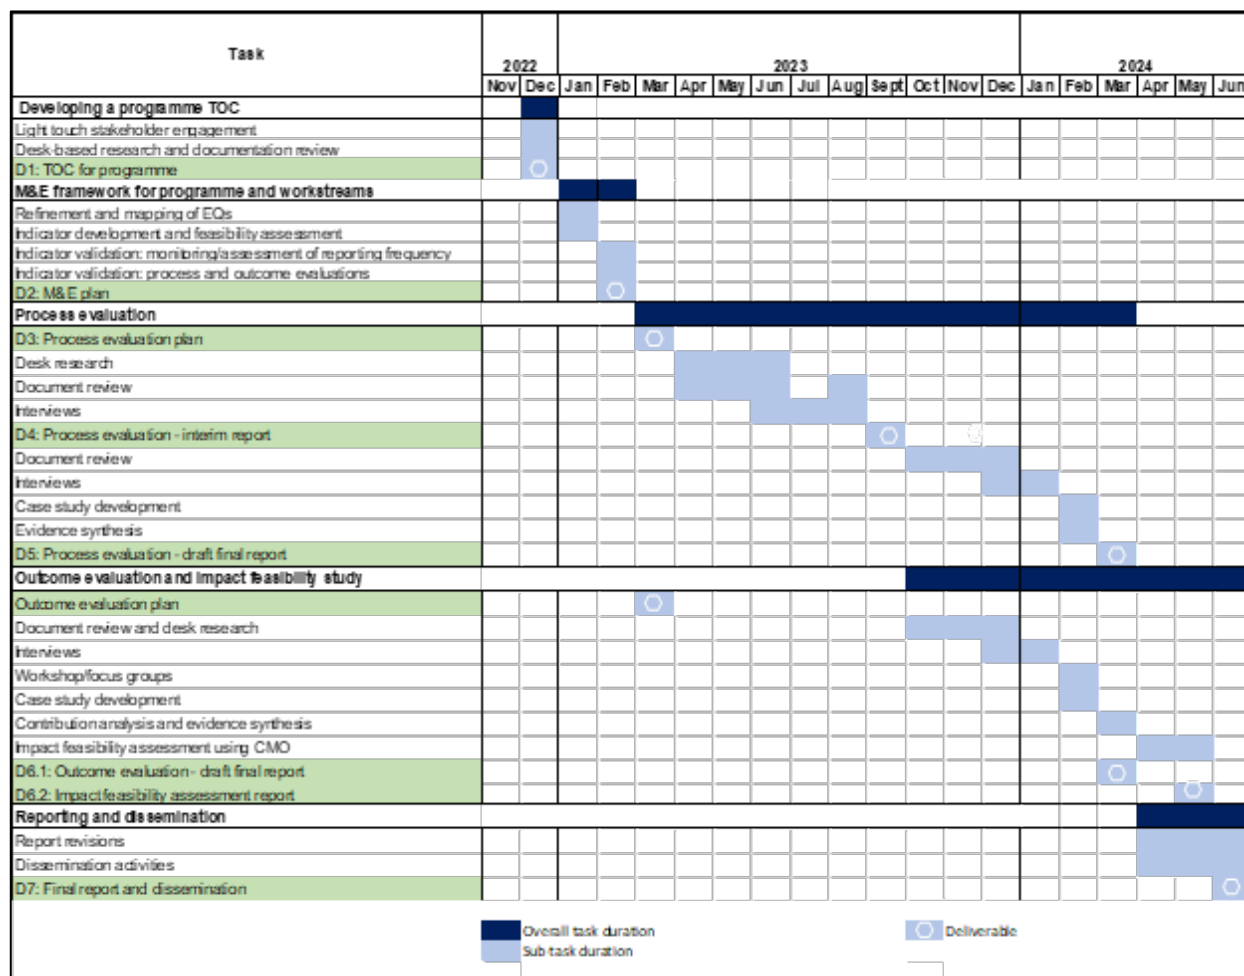 Task
2022 2023 2024
Nov Dec Jan Feb Mar Apr May Jun Jul Aug Sept Oct Nov Dec Jan Feb Mar Apr May Jun
Developing a programme TOC
Light touch stakeholder engagement
Desk-based research and documentation review
D1: TOC for programme
M&E framework for programme and workstreams
Refinement and mapping of EQs
Indicator development and feasibility assessment
Indicator validation: monitoring/assessment of reporting frequency
Indicator validation: process and outcome evaluations
D2: M&E plan
Process evaluation
D3: Process evaluation plan
Desk research
Document review
Interviews
D4: Process evaluation - interim report
Document review
Interviews
Case study development
Evidence synthesis
D5: Process evaluation - draft final report
Outcome evaluation and impact feasibility study
Outcome evaluation plan
Document review and desk research
Interviews
Workshop/focus groups
Case study development
Contribution analysis and evidence synthesis
Impact feasibility assessment using CMO
D6.1: Outcome evaluation - draft final report
D6.2: Impact feasibility assessment report
Reporting and dissemination
Report revisions
Dissemination activities
D7: Final report and dissemination
Overall task duration
Deliverable
Sub-task duration